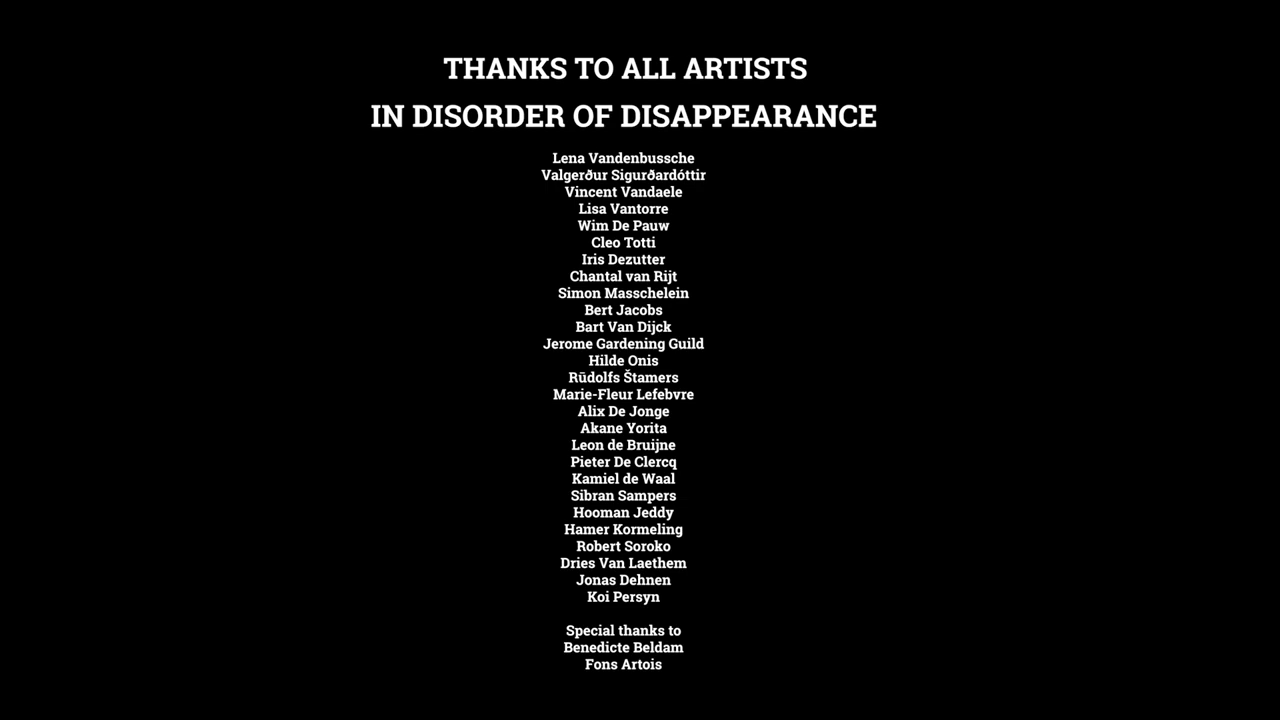 THANKS TO ALL ARTISTS
IN DISORDER OF DISAPPEARANCE
Lena Vandenbussche
Valgerður Sigurðardóttir
Vincent Vandaele
Lisa Vantorre
Wim De Pauw
Cleo Totti
Iris Dezutter
Chantal van Rijt
Simon Masschelein
Bert Jacobs
Bart Van Dijck
Jerome Gardening Guild
Hilde Onis
Rūdolfs Štamers
Marie-Fleur Lefebvre
Alix De Jonge
Akane Yorita
Leon de Bruijne
Pieter De Clercq
Kamiel de Waal
Sibran Sampers
Hooman Jeddy
Hamer Kormeling
Robert Soroko
Dries Van Laethem
Jonas Dehnen
Koi Persyn
Special thanks to
Benedicte Beldam
Fons Artois